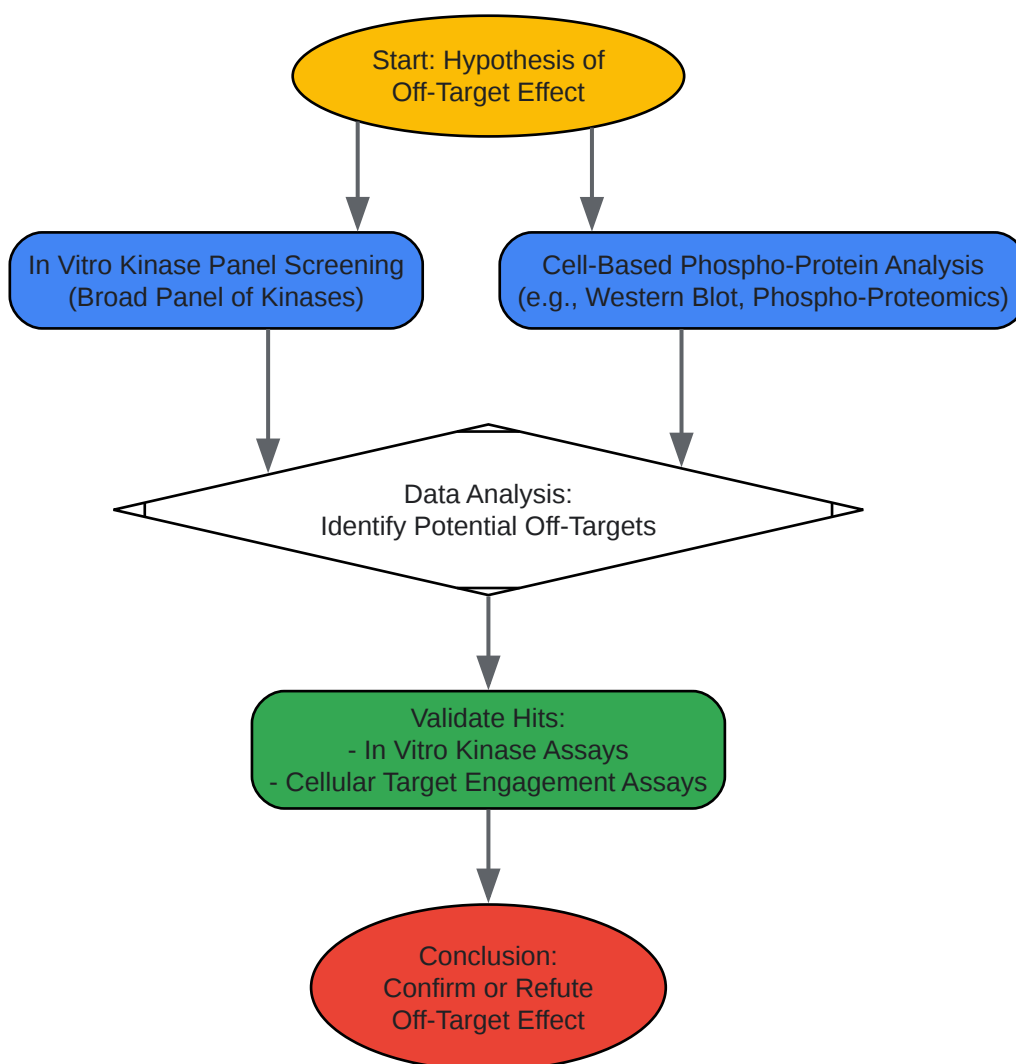 Start: Hypothesis of
Off-Target Effect
In Vitro Kinase Panel Screening
(Broad Panel of Kinases)
Cell-Based Phospho-Protein Analysis
(e.g., Western Blot, Phospho-Proteomics)
Data Analysis:
Identify Potential Off-Targets
Validate Hits:
- In Vitro Kinase Assays
- Cellular Target Engagement Assays
Conclusion:
Confirm or Refute
Off-Target Effect